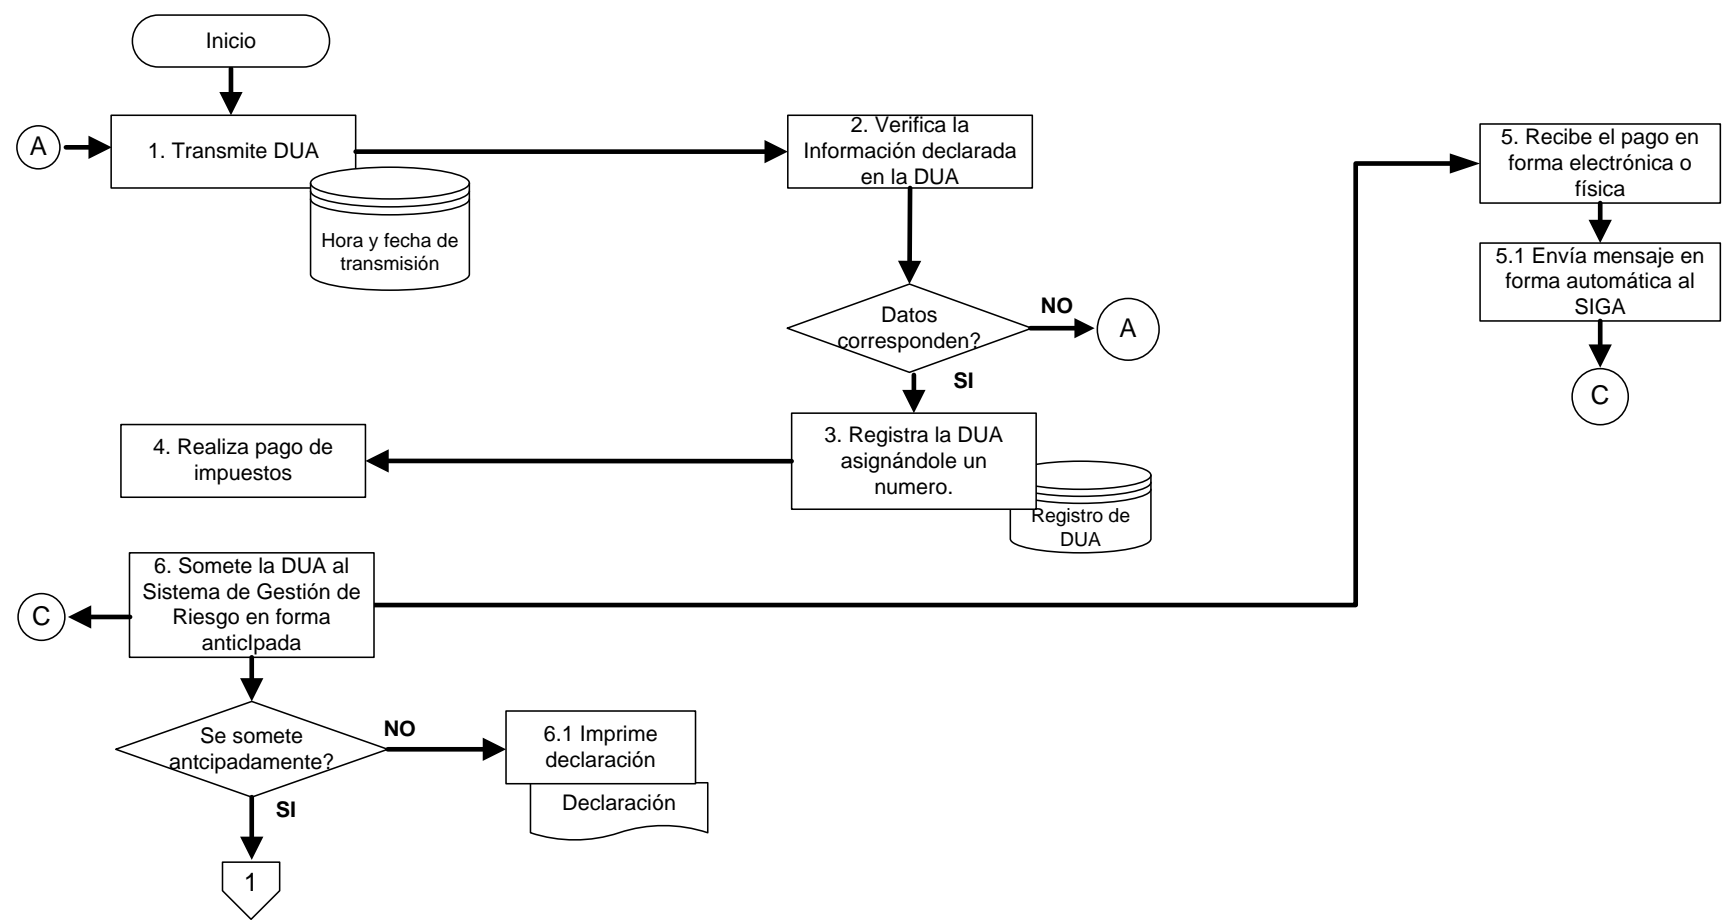 Inicio
A
1. Transmite DUA
Hora y fecha de
transmisión
2. Verifica la
Información declarada
en la DUA
Datos
corresponden?
NO
A
SI
3. Registra la DUA
asignándole un
numero.
Registro de
DUA
4. Realiza pago de
impuestos
5. Recibe el pago en
forma electrónica o
física
5.1 Envía mensaje en
forma automática al
SIGA
C
6. Somete la DUA al
Sistema de Gestión de
Riesgo en forma
anticIpada
C
Se somete
antcipadamente?
NO
6.1 Imprime
declaración
Declaración
SI
1